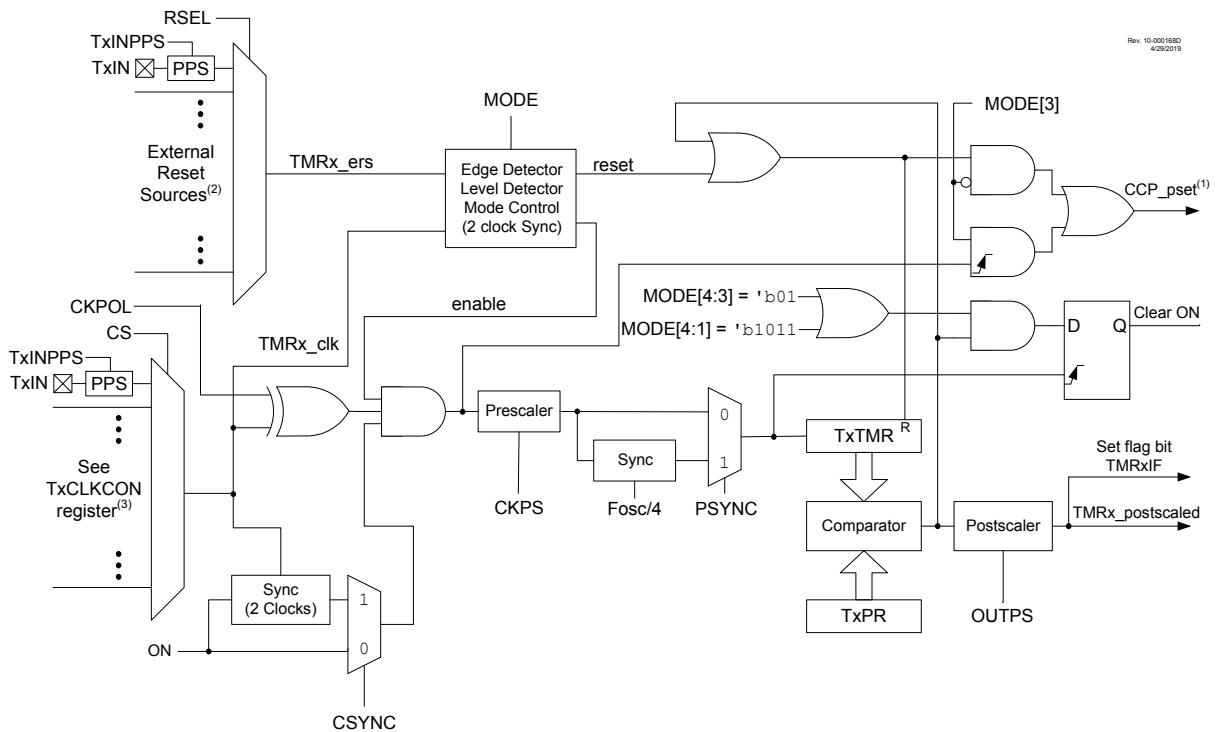 RSEL
Rev. 10-000168D
4/29/2019
TxINPPS
TxIN
PPS
MODE
MODE[3]
External
Reset
Sources(2)
TMRx_ers
Edge Detector
Level Detector
Mode Control
(2 clock Sync)
reset
CCP_pset(1)
enable
MODE[4:3] = 'b01
MODE[4:1] = 'b1011
D
Q
Clear ON
CKPOL
CS
TMRx_clk
TxINPPS
TxIN
PPS
Prescaler
0
1
Sync
CKPS
Fosc/4
PSYNC
TxTMR
R
Set flag bit
TMRxIF
See
TxCLKCON
register(3)
Comparator
Postscaler
TMRx_postscaled
Sync
(2 Clocks)
1
0
TxPR
OUTPS
ON
CSYNC